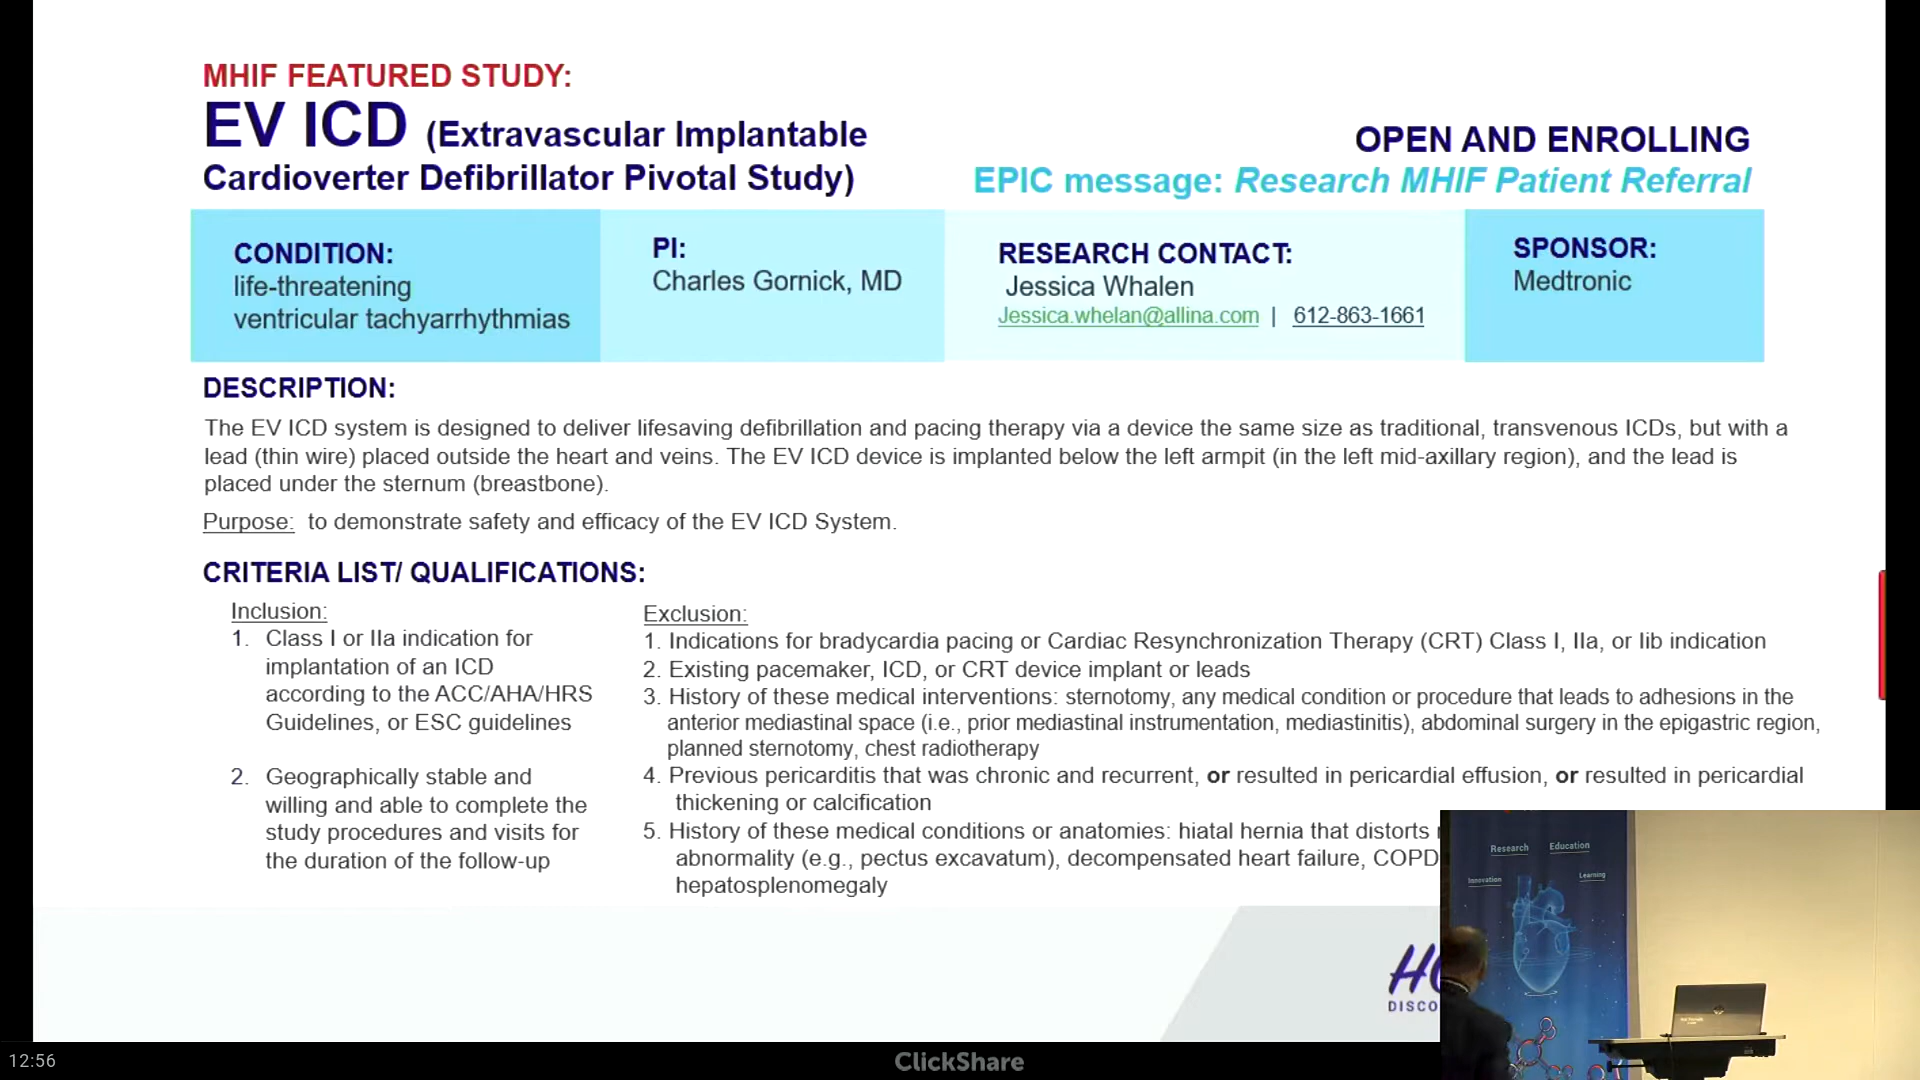 MHIF FEATURED STUDY:
EV ICD (Extravascular Implantable
Cardioverter Defibrillator Pivotal Study)
OPEN AND ENROLLING
EPIC message: Research MHIF Patient Referral
CONDITION:
life-threatening
ventricular tachyarrhythmias
PI:
Charles Gornick, MD
RESEARCH CONTACT:
Jessica Whalen
Jessica.whelan@allina.com | 612-863-1661
SPONSOR:
Medtronic
DESCRIPTION:
The EV ICD system is designed to deliver lifesaving defibrillation and pacing therapy via a device the same size as traditional, transvenous ICDs, but with a
lead (thin wire) placed outside the heart and veins. The EV ICD device is implanted below the left armpit (in the left mid-axillary region), and the lead is
placed under the sternum (breastbone).
Purpose: to demonstrate safety and efficacy of the EV ICD System.
CRITERIA LIST/ QUALIFICATIONS:
Inclusion:
1. Class I or IIa indication for
implantation of an ICD
according to the ACC/AHA/HRS
Guidelines, or ESC guidelines
2. Geographically stable and
willing and able to complete the
study procedures and visits for
the duration of the follow-up
Exclusion:
1. Indications for bradycardia pacing or Cardiac Resynchronization Therapy (CRT) Class I, IIa, or Iib indication
2. Existing pacemaker, ICD, or CRT device implant or leads
3. History of these medical interventions: sternotomy, any medical condition or procedure that leads to adhesions in the
anterior mediastinal space (i.e., prior mediastinal instrumentation, mediastinitis), abdominal surgery in the epigastric region,
planned sternotomy, chest radiotherapy
4. Previous pericarditis that was chronic and recurrent, or resulted in pericardial effusion, or resulted in pericardial
thickening or calcification
5. History of these medical conditions or anatomies: hiatal hernia that distorts
abnormality (e.g., pectus excavatum), decompensated heart failure, COPD
hepatosplenomegaly
Research
Education
Innovation
Learning
12:56
ClickShare